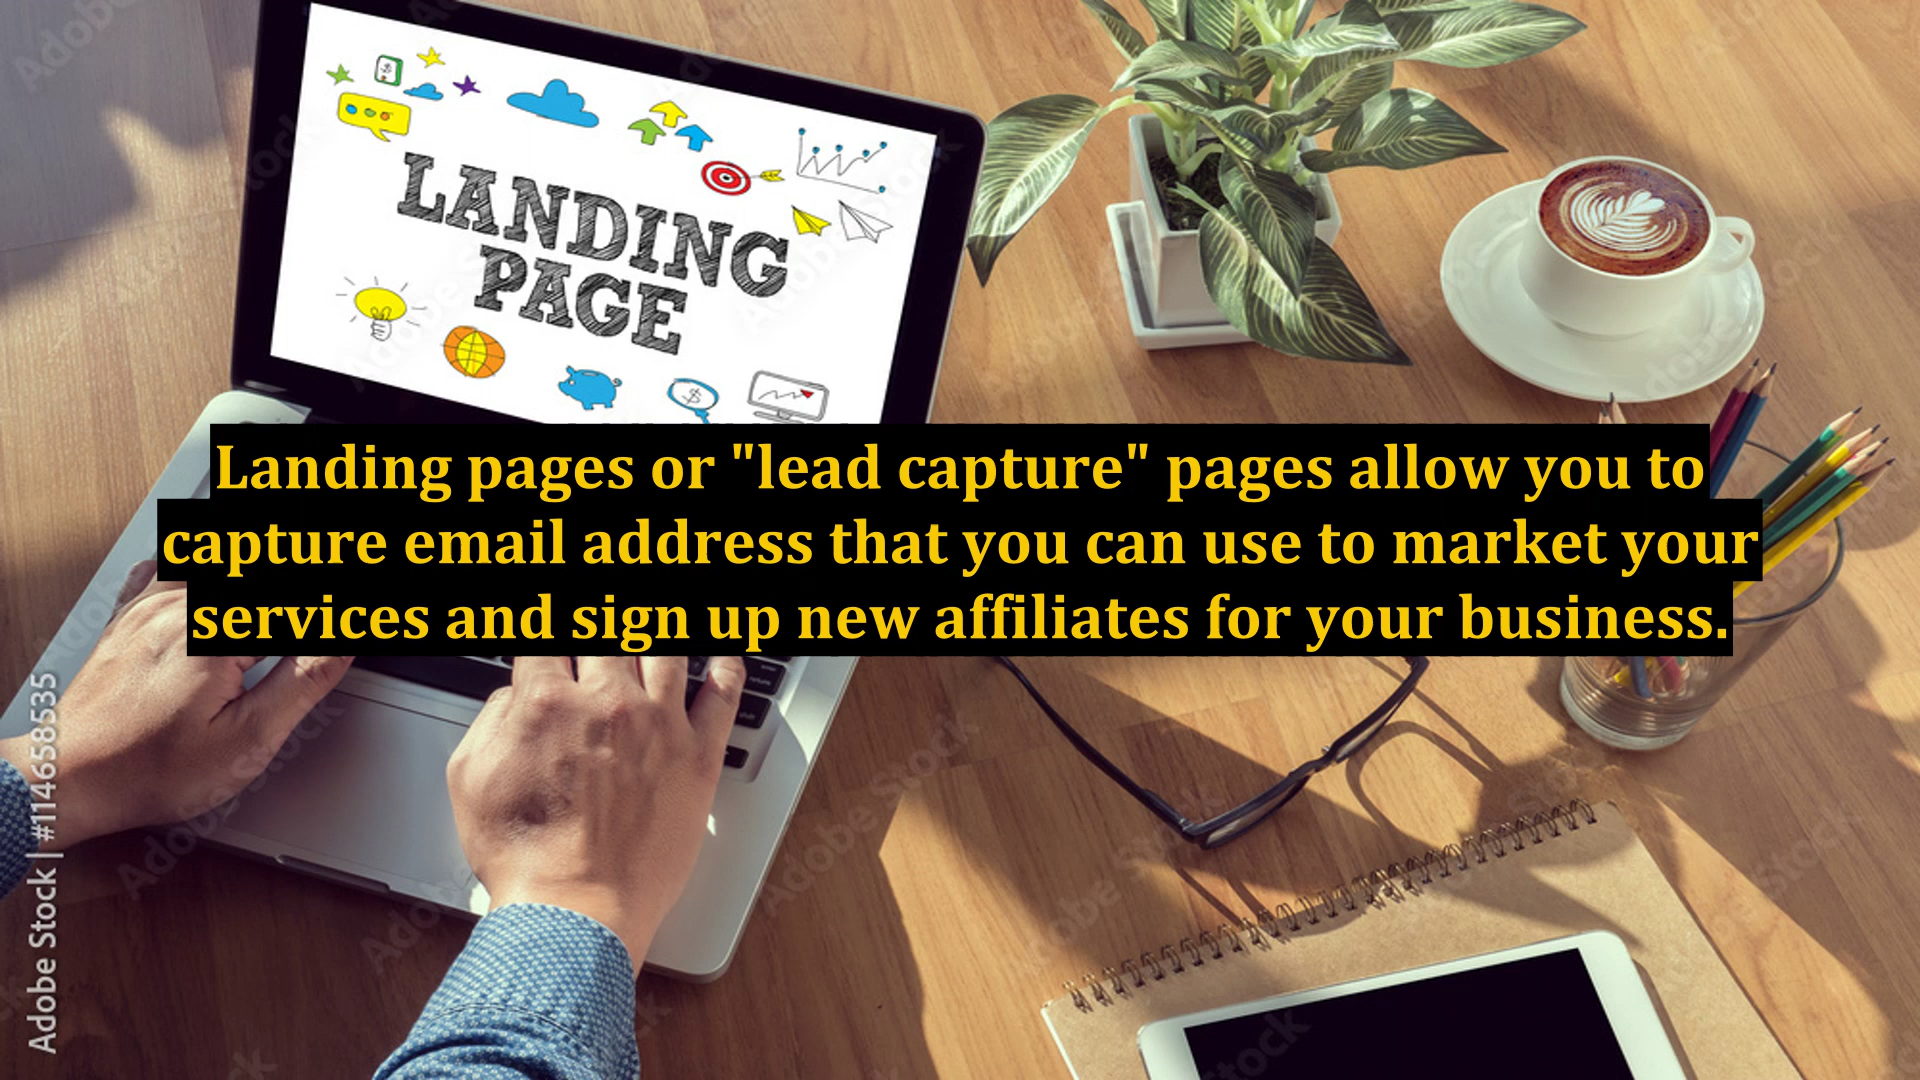 LANDING
PAGE
Landing pages or "lead capture" pages allow you to
capture email address that you can use to market your
services and sign up new affiliates for your business.
Adobe Stock | #114658535